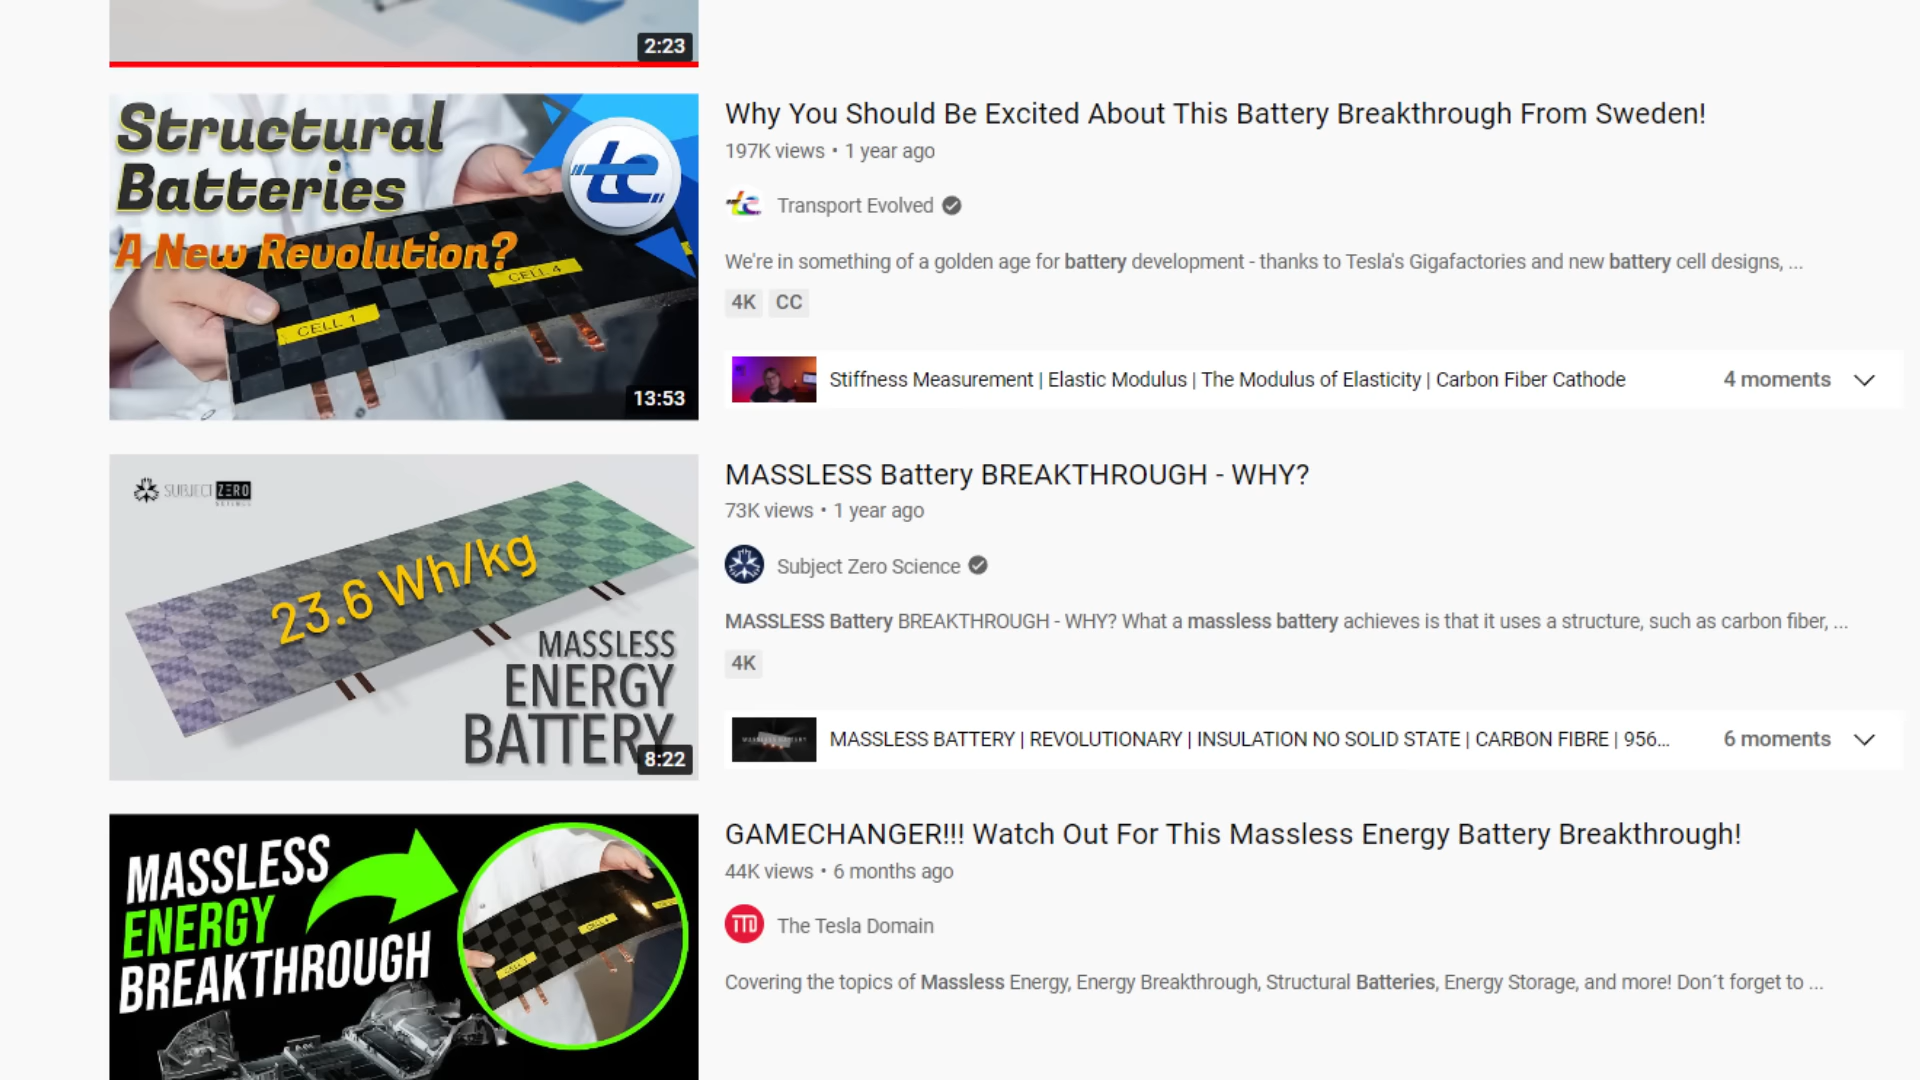 2:23
Structural
Batteries
A New Revolution?
CELL 4
CELL 1
13:53
Why You Should Be Excited About This Battery Breakthrough From Sweden!
197K views • 1 year ago
Transport Evolved
We're in something of a golden age for battery development - thanks to Tesla's Gigafactories and new battery cell designs, ...
4K CC
Stiffness Measurement | Elastic Modulus | The Modulus of Elasticity | Carbon Fiber Cathode
4 moments
SUBJECT ZERO
23.6 Wh/kg
MASSLESS
ENERGY
BATTERY
8:22
MASSLESS Battery BREAKTHROUGH - WHY?
73K views • 1 year ago
Subject Zero Science
MASSLESS Battery BREAKTHROUGH - WHY? What a massless battery achieves is that it uses a structure, such as carbon fiber, ...
4K
MASSLESS BATTERY | REVOLUTIONARY | INSULATION NO SOLID STATE | CARBON FIBRE | 956...
6 moments
MASSLESS
ENERGY
BREAKTHROUGH
GAMECHANGER!!! Watch Out For This Massless Energy Battery Breakthrough!
44K views • 6 months ago
The Tesla Domain
Covering the topics of Massless Energy, Energy Breakthrough, Structural Batteries, Energy Storage, and more! Don´t forget to ...